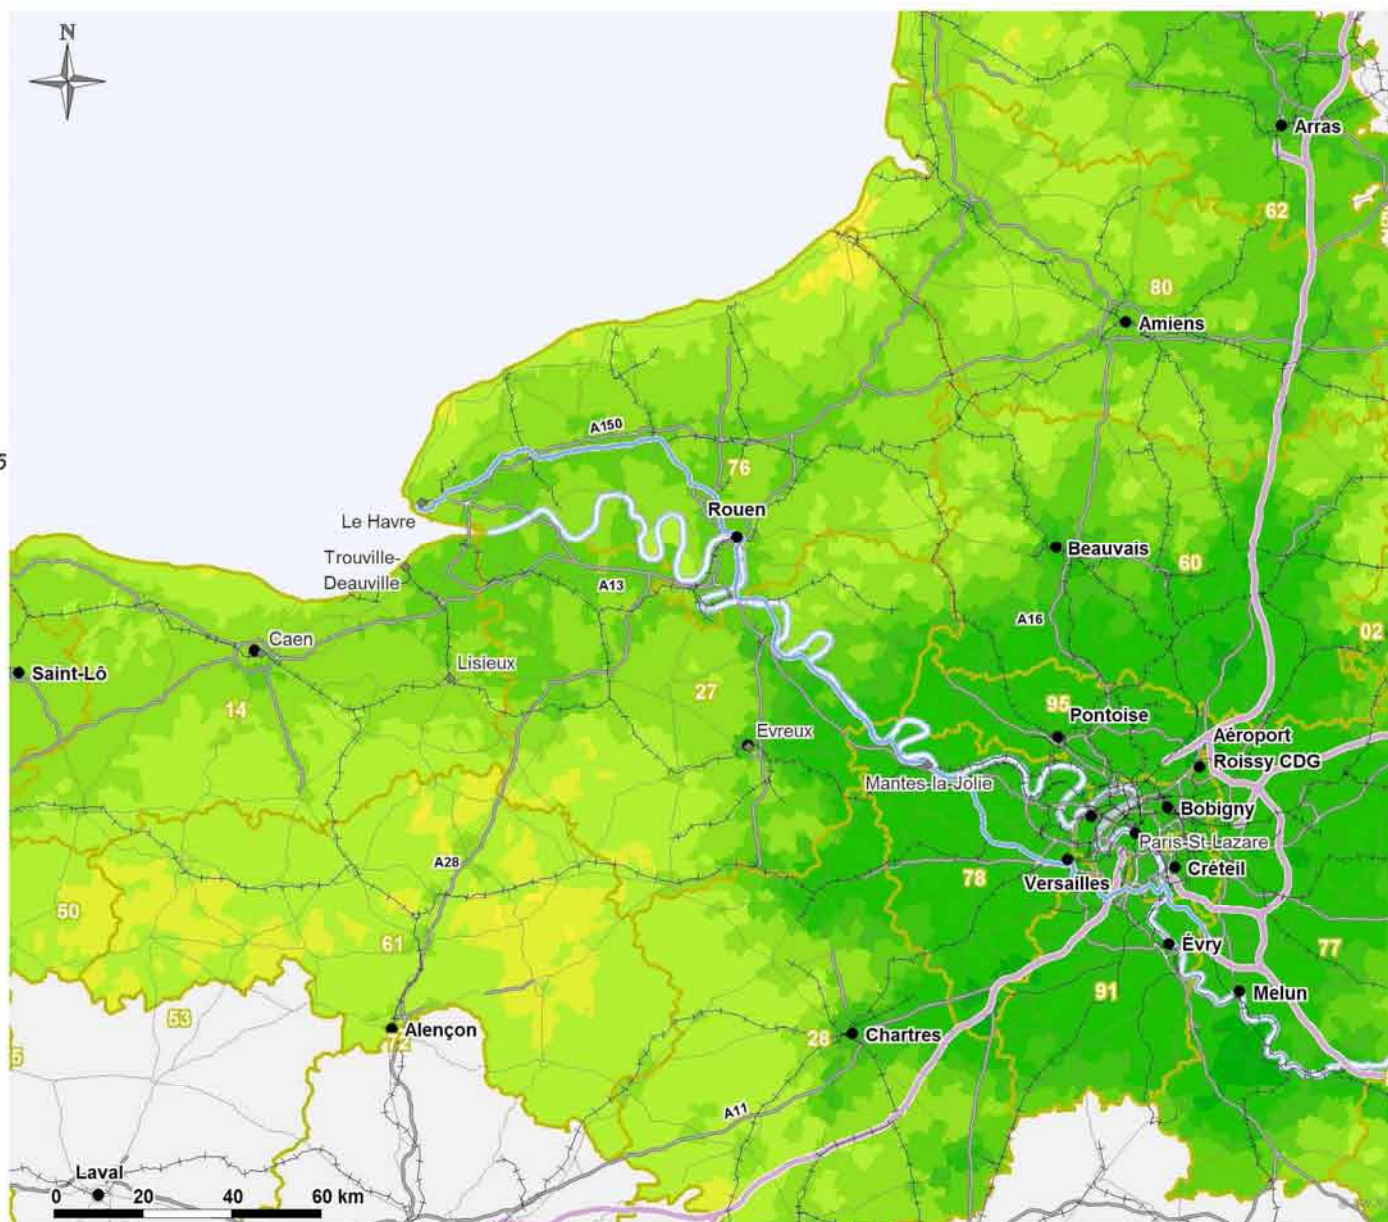 N
Arras
62
80
Amiens
A150
76
Le Havre
Rouen
Trouville-
Deauville
A13
Beauvais
60
A16
02
Caen
Saint-Lô
Lisieux
14
27
95
Pontoise
Evreux
Aéroport
Roissy CDG
Mantes-la-Jolie
Bobigny
Paris-St-Lazare
A28
78
Versailles
Créteil
50
61
Évry
77
91
Melun
53
Alençon
72
28
Chartres
A11
Laval
0 20 40 60 km